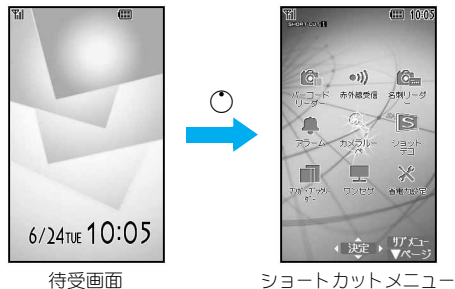 6/24TUE 10:05
待受画面
10:05
SHORT CUT 1
バーコード
リーダー
赤外線受信
名刺リーダ
ー
アラーム
カメラルー
ペ
ショット
デコ
ワンセグ
省電力設定
決定
サブメニュー
▼ページ
ショートカットメニュー